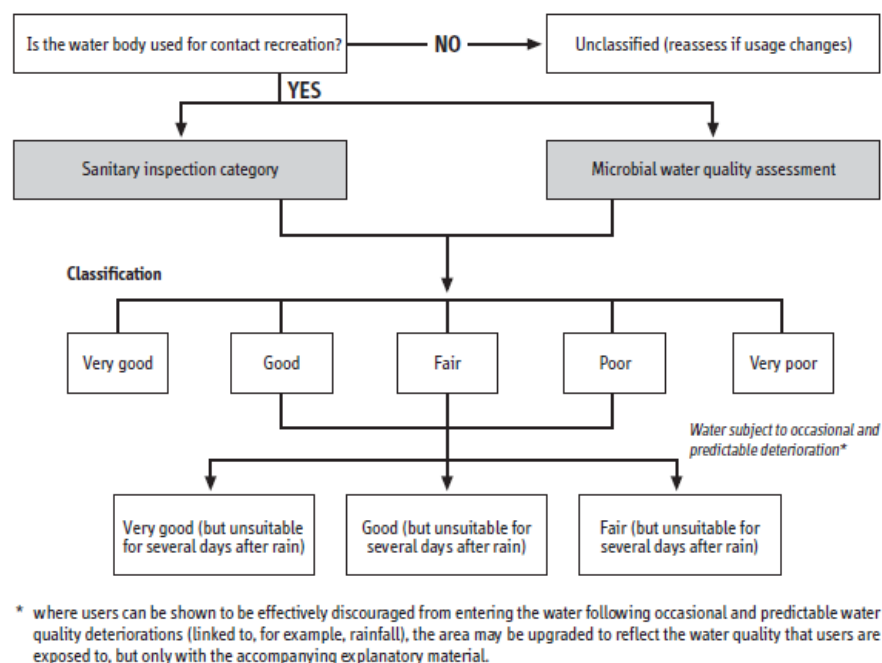 Is the water body used for contact recreation?
NO
Unclassified (reassess if usage changes)
YES
Sanitary inspection category
Microbial water quality assessment
Classification
Very good
Good
Fair
Poor
Very poor
Water subject to occasional and
predictable deterioration*
Very good (but unsuitable
for several days after rain)
Good (but unsuitable for
several days after rain)
Fair (but unsuitable for
several days after rain)
* where users can be shown to be effectively discouraged from entering the water following occasional and predictable water
quality deteriorations (linked to, for example, rainfall), the area may be upgraded to reflect the water quality that users are
exposed to, but only with the accompanying explanatory material.